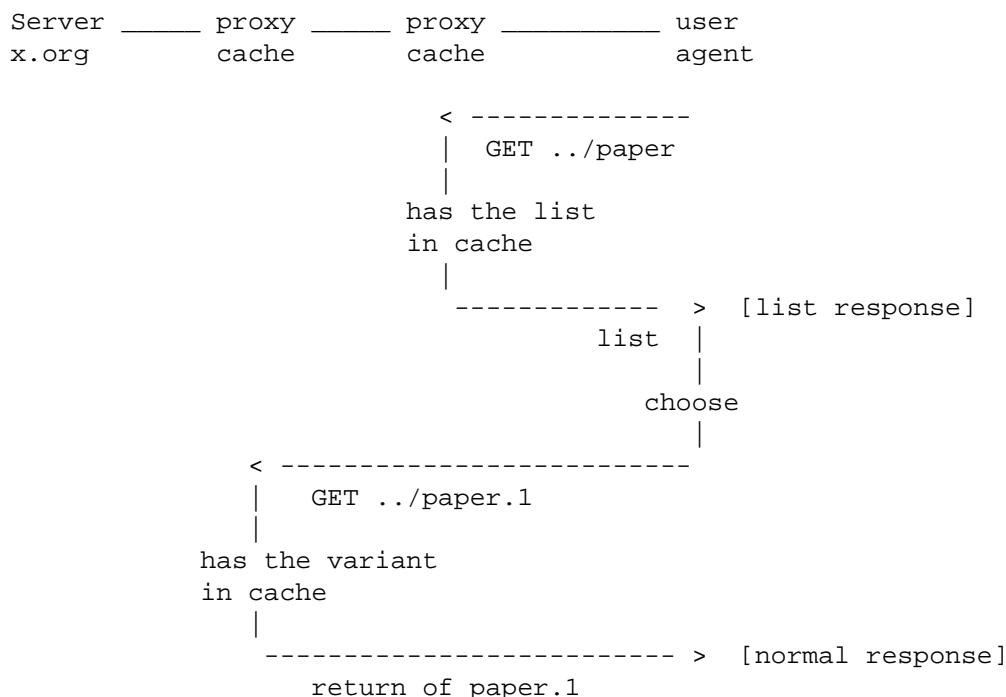 Server _____ proxy _____ proxy __________ user
x.org cache cache agent
< --------------
| GET ../paper
|
has the list
in cache
|
------------- > [list response]
list |
|
choose
|
< --------------------------
| GET ../paper.1
|
has the variant
in cache
|
-------------------------- > [normal response]
return of paper.1